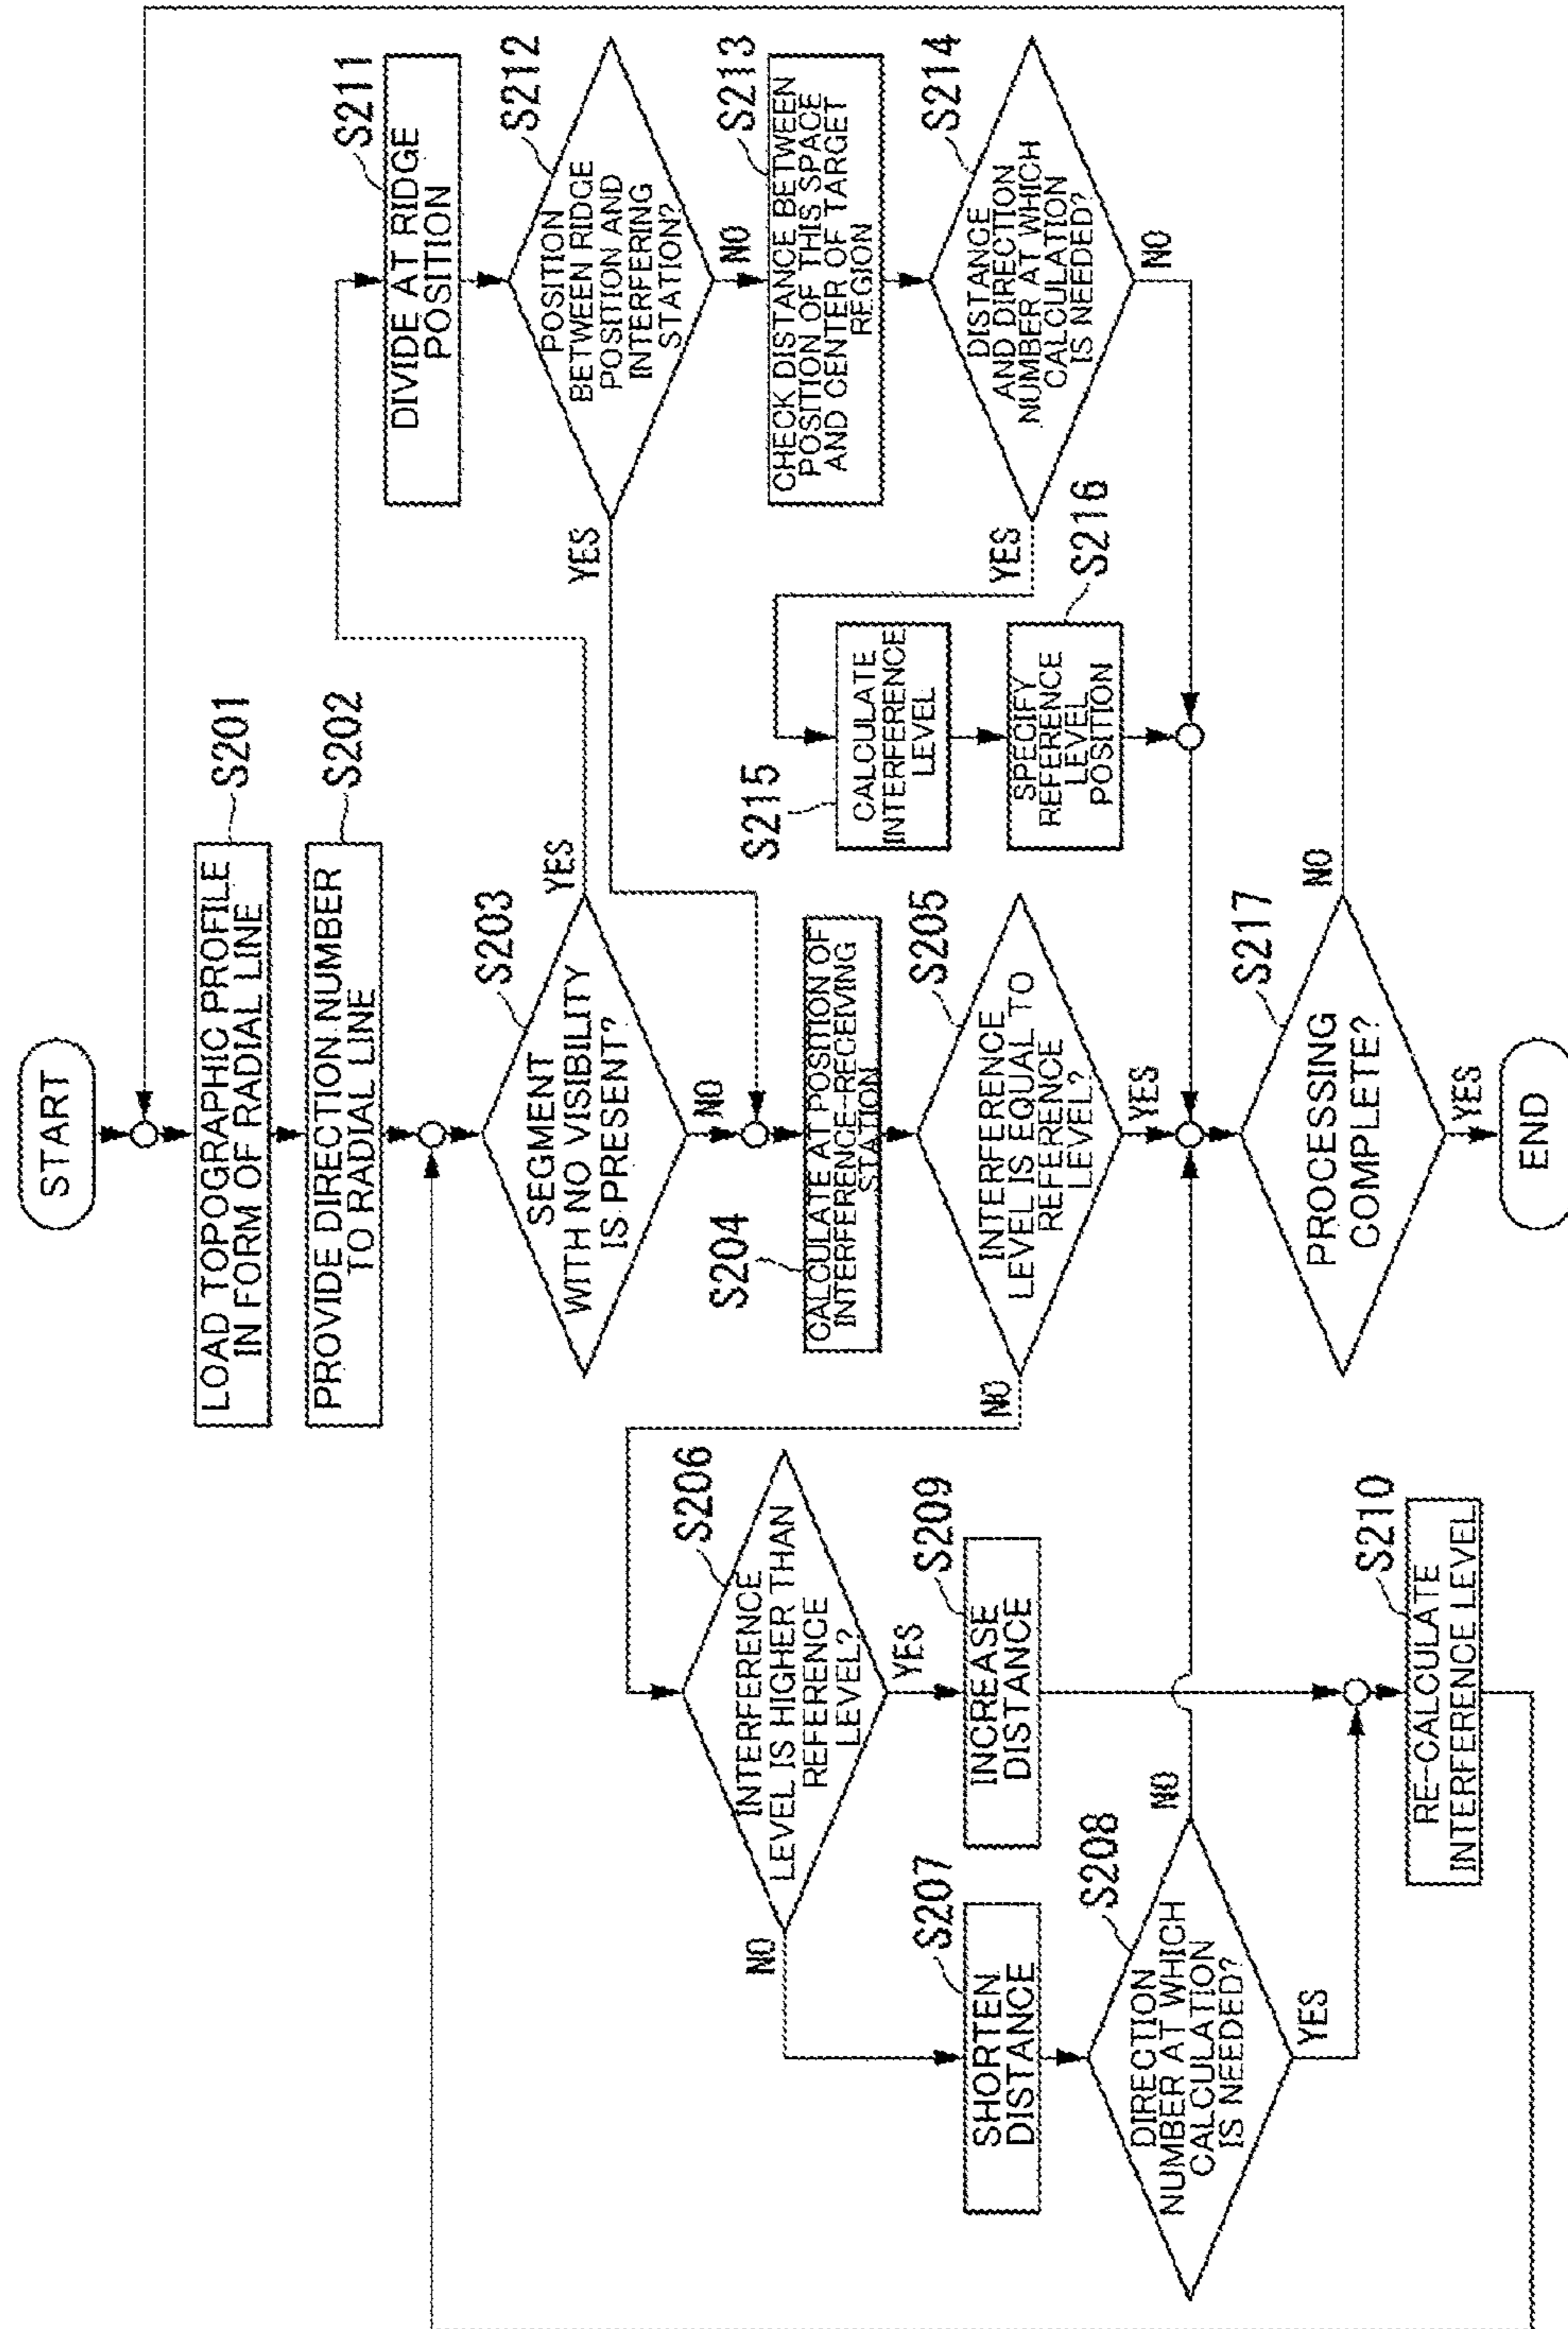 START
LOAD TOPOGRAPHIC PROFILE
IN FORM OF RADIAL LINE
S201
PROVIDE DIRECTION NUMBER
TO RADIAL LINE
S202
SEGMENT
WITH NO VISIBILITY
IS PRESENT?
S203
YES
NO
S204
CALCULATE AT POSITION OF
INTERFERENCE-RECEIVING
STATION
INTERFERENCE
LEVEL IS EQUAL TO
REFERENCE
LEVEL?
S205
NO
YES
INTERFERENCE
LEVEL IS HIGHER THAN
REFERENCE
LEVEL?
S206
NO
YES
SHORTEN
DISTANCE
S207
DIRECTION
NUMBER AT WHICH
CALCULATION
IS NEEDED?
S208
NO
YES
INCREASE
DISTANCE
S209
RE-CALCULATE
INTERFERENCE LEVEL
S210
DIVIDE AT RIDGE
POSITION
S211
POSITION
BETWEEN RIDGE
POSITION AND
INTERFERING
STATION?
S212
YES
NO
CHECK DISTANCE BETWEEN
POSITION OF THIS SPACE
AND CENTER OF TARGET
REGION
S213
DISTANCE
AND DIRECTION
NUMBER AT WHICH
CALCULATION
IS NEEDED?
S214
YES
NO
S215
CALCULATE
INTERFERENCE
LEVEL
SPECIFY
REFERENCE
LEVEL
POSITION
S216
PROCESSING
COMPLETE?
S217
NO
YES
END